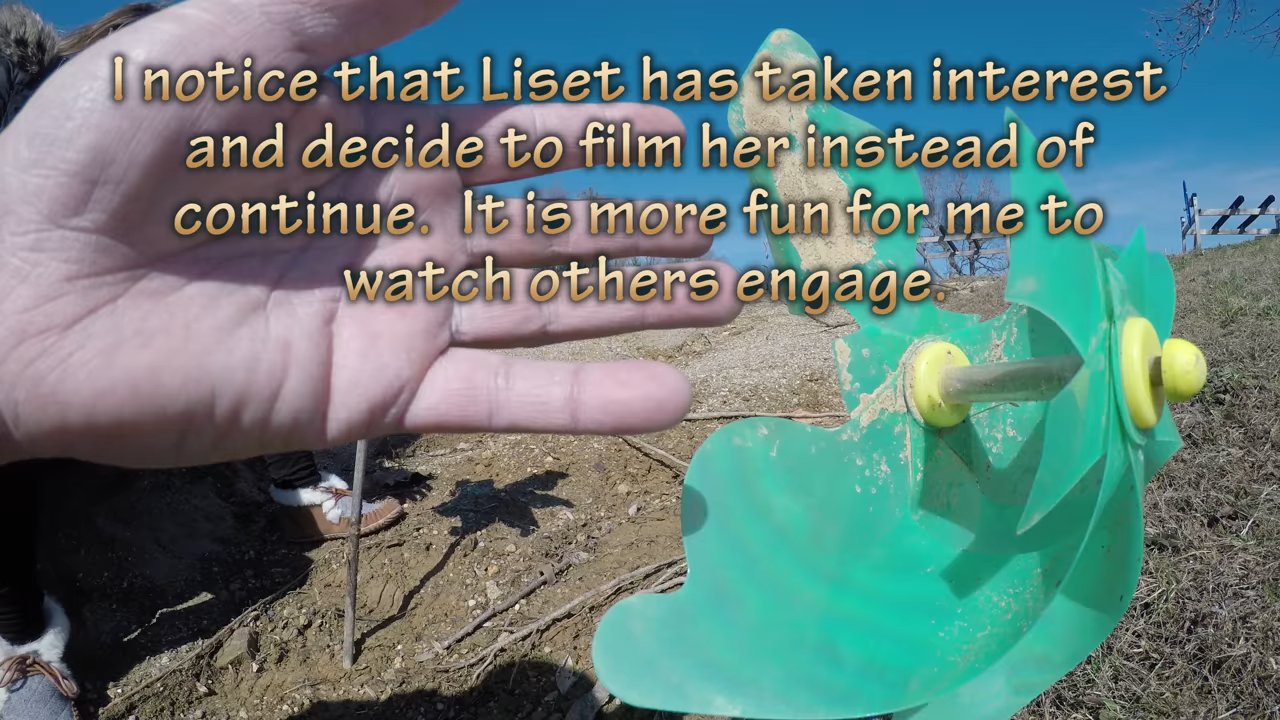 I notice that Liset has taken interest
and decide to film her instead of
continue.  It is more fun for me to
watch others engage.